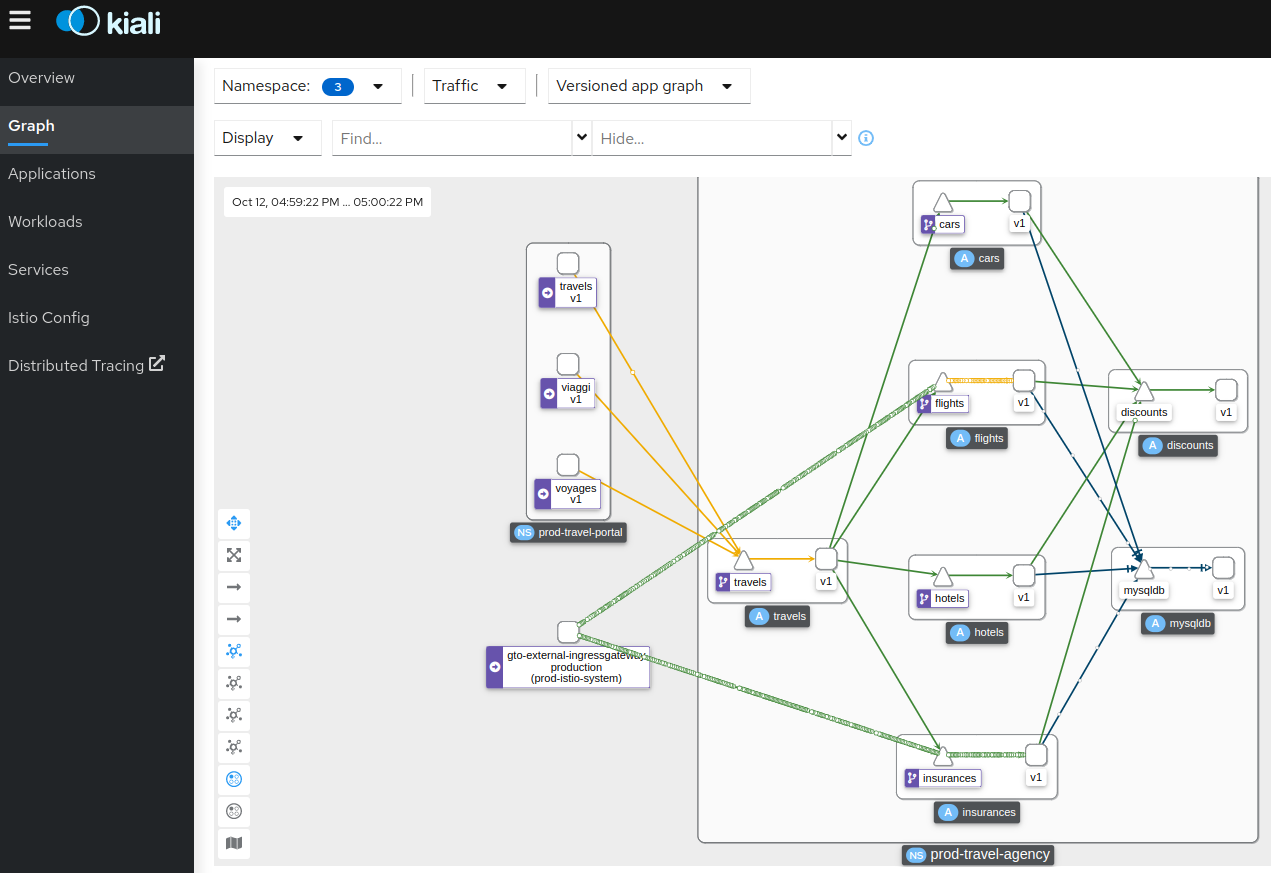 kiali
Overview
Graph
Applications
Workloads
Services
Istio Config
Distributed Tracing
Namespace: 3
Traffic
Versioned app graph
Display
Find...
Hide...
Oct 12, 04:59:22 PM ... 05:00:22 PM
travels
v1
viaggi
v1
voyages
v1
NS prod-travel-portal
gto-external-ingressgateway
production
(prod-istio-system)
travels
v1
A travels
cars
v1
A cars
flights
v1
A flights
hotels
v1
A hotels
insurances
v1
A insurances
discounts
v1
A discounts
mysqldb
v1
A mysqldb
NS prod-travel-agency